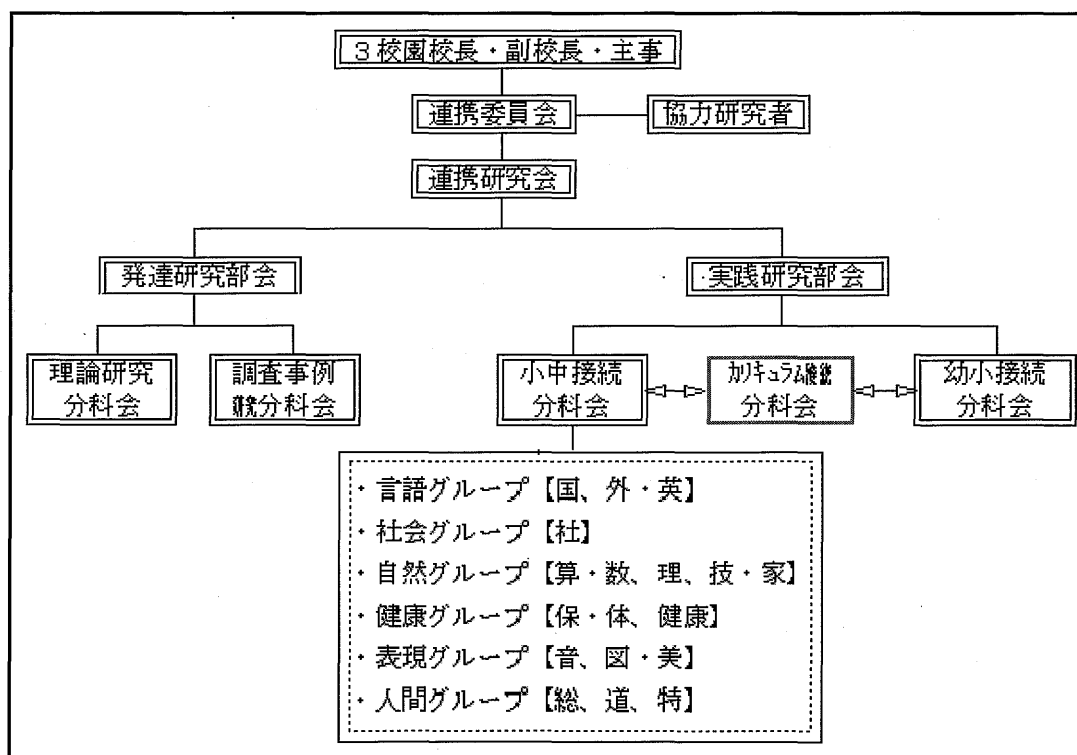 3校園校長・副校長・主事
連携委員会
協力研究者
連携研究会
発達研究部会
実践研究部会
理論研究
分科会
調査事例
研究分科会
小中接続
分科会
カリキュラム接続
分科会
幼小接続
分科会
・言語グループ【国、外・英】
・社会グループ【社】
・自然グループ【算・数、理、技・家】
・健康グループ【保・体、健康】
・表現グループ【音、図・美】
・人間グループ【総、道、特】